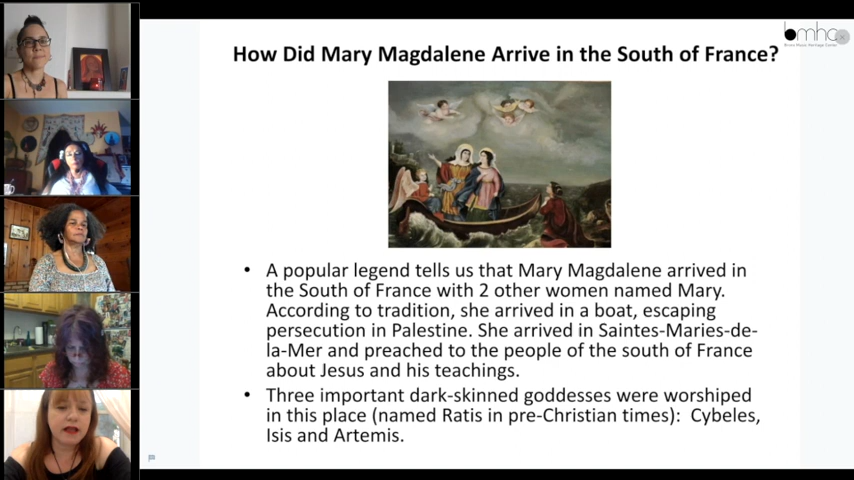 bmhc
Bronx Music Heritage Center
How Did Mary Magdalene Arrive in the South of France?
• A popular legend tells us that Mary Magdalene arrived in
the South of France with 2 other women named Mary.
According to tradition, she arrived in a boat, escaping
persecution in Palestine. She arrived in Saintes-Maries-de-
la-Mer and preached to the people of the south of France
about Jesus and his teachings.
• Three important dark-skinned goddesses were worshiped
in this place (named Ratis in pre-Christian times): Cybeles,
Isis and Artemis.